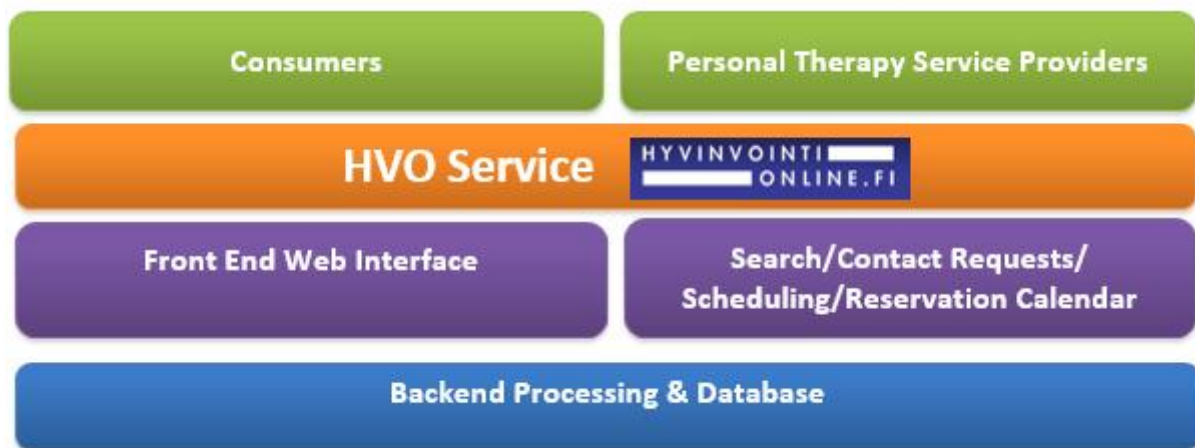 Consumers
Personal Therapy Service Providers
HVO Service
HYVINVOINTI
ONLINE.FI
Front End Web Interface
Search/Contact Requests/
Scheduling/Reservation Calendar
Backend Processing & Database